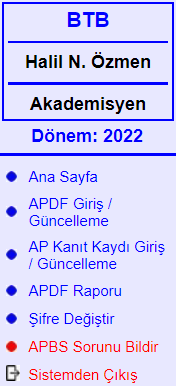 BTB
Halil N. Özmen
Akademisyen
Dönem: 2022
Ana Sayfa
APDF Giriş /
Güncelleme
AP Kanıt Kaydı Giriş
/ Güncelleme
APDF Raporu
Şifre Değiştir
APBS Sorunu Bildir
Sistemden Çıkış